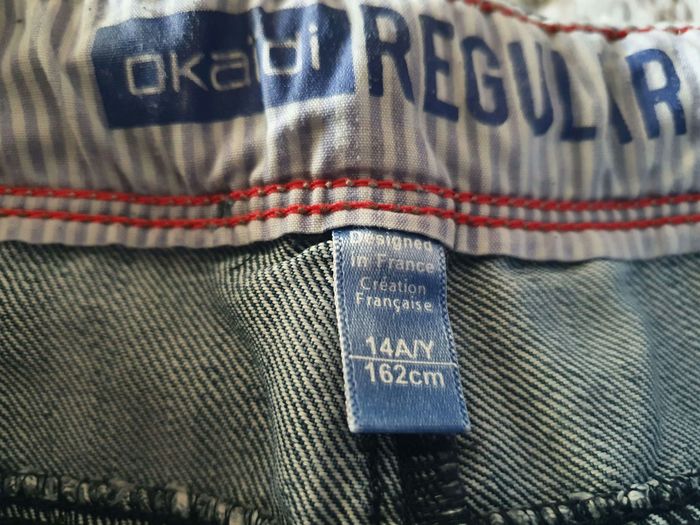 okaïdi REGULAR
Designed
in France
Création
Française
14A/Y
162cm